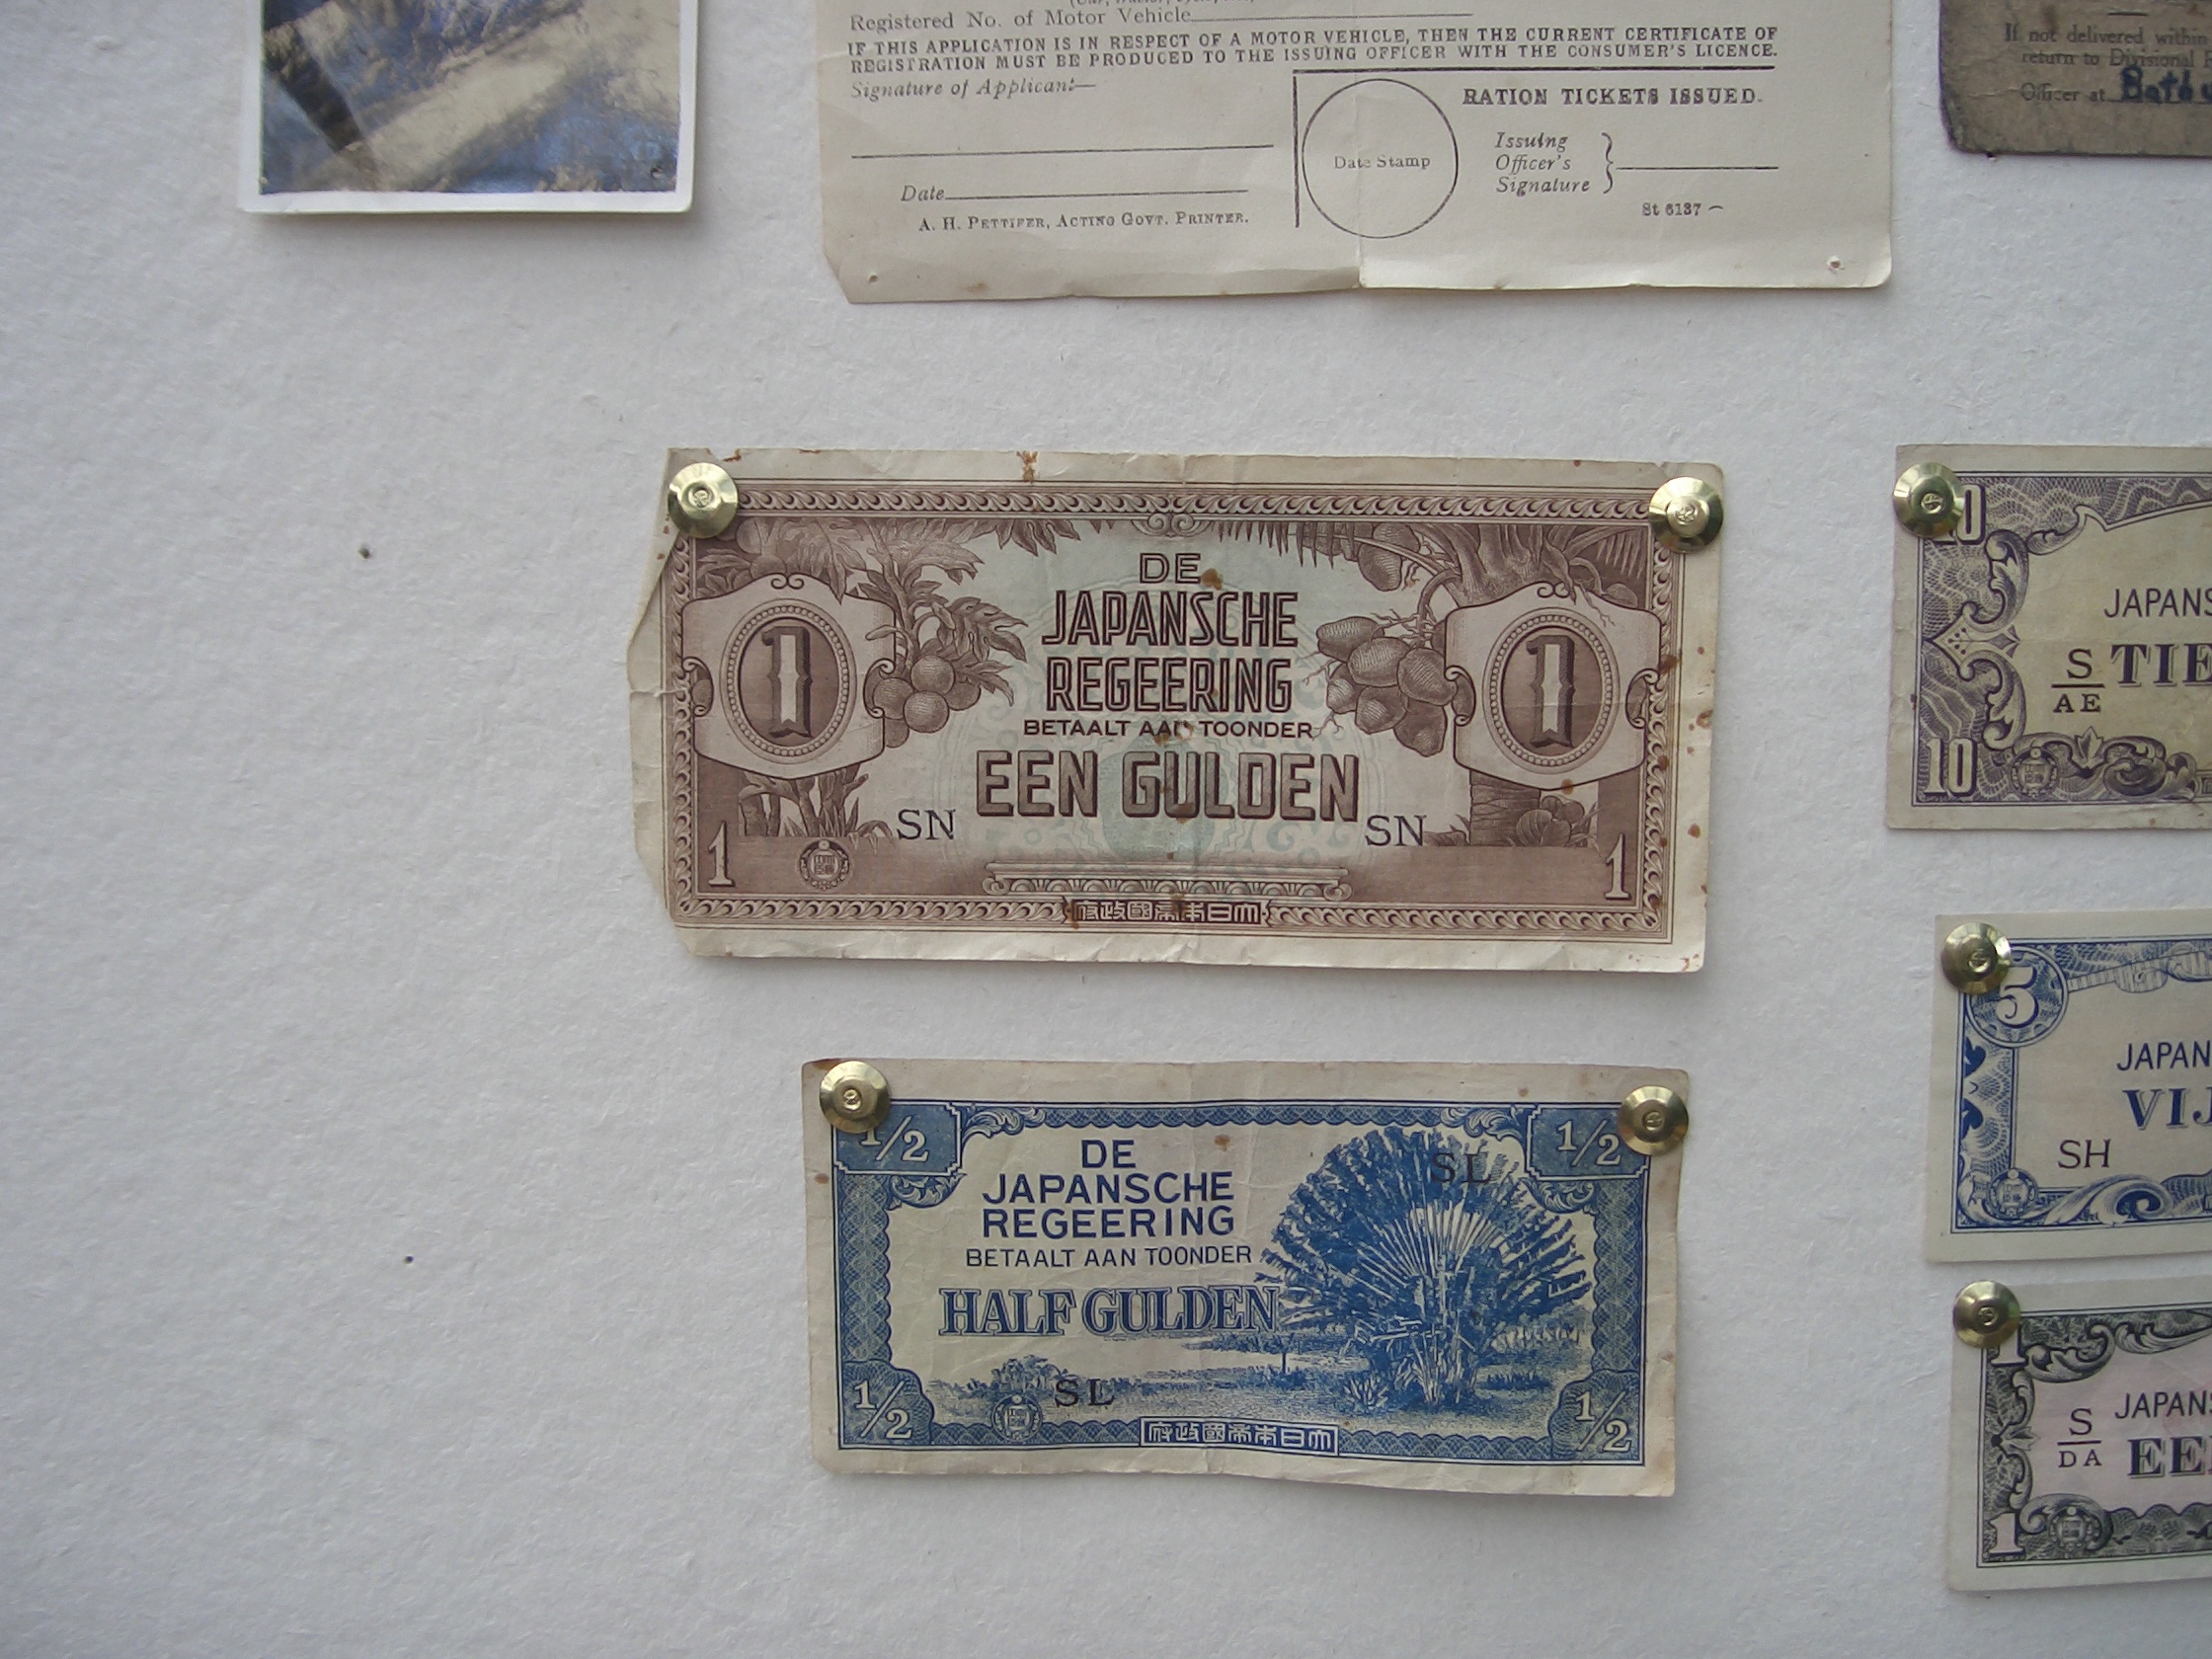 Registered No. of Motor Vehicle
IF THIS APPLICATION IS IN RESPECT OF A MOTOR VEHICLE, THEN THE CURRENT CERTIFICATE OF
REGISTRATION MUST BE PRODUCED TO THE ISSUING OFFICER WITH THE CONSUMER'S LICENCE.
Signature of Applicant:—
Date
A. H. PETTIFER, ACTING GOVT. PRINTER.
Date Stamp
RATION TICKETS ISSUED.
Issuing
Officer's
Signature
St 6137
If not delivered within
return to Divisional
Officer at
1
1
DE
JAPANSCHE
REGEERING
BETAALT AAN TOONDER
EEN GULDEN
SN
SN
1
1
府政國帝本日大
1/2
1/2
DE
JAPANSCHE
REGEERING
BETAALT AAN TOONDER
HALF GULDEN
SL
SL
1/2
1/2
府政國帝本日大
10
JAPANS
S
AE
TIE
10
5
JAPAN
VIJ
SH
1
JAPAN
S
DA
EE
1